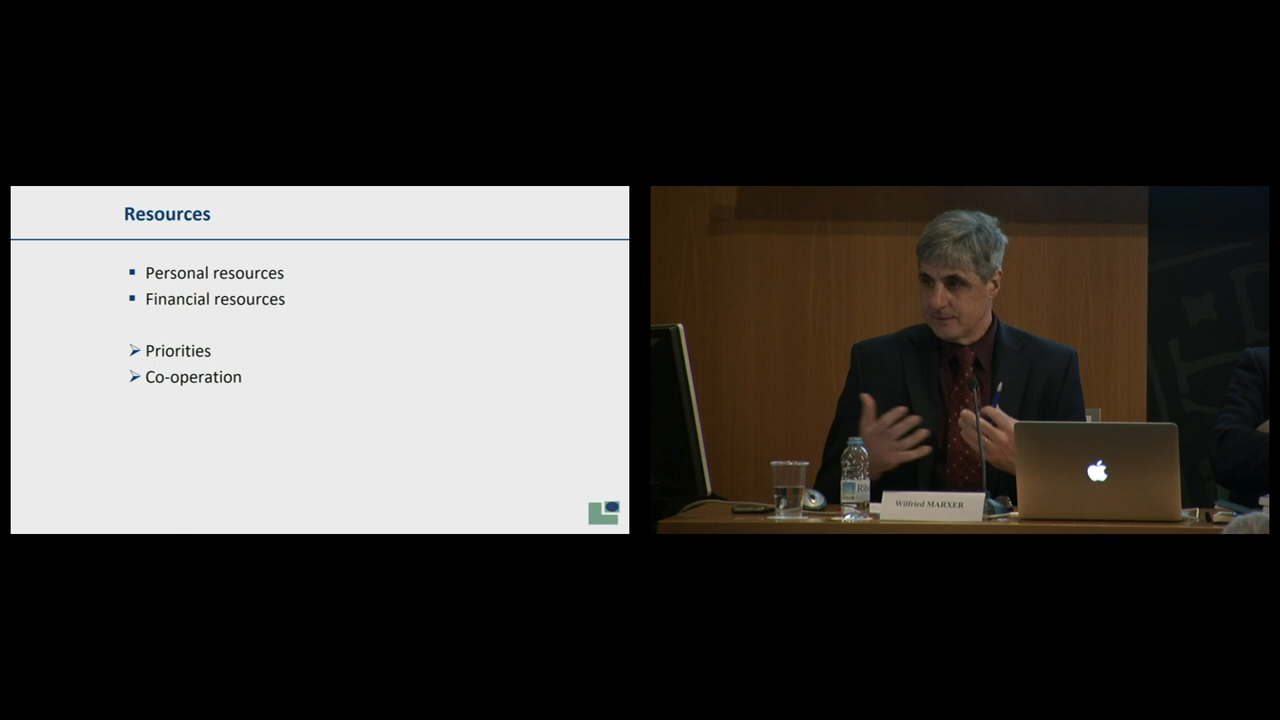 Resources
Personal resources
Financial resources
Priorities
Co-operation
Wilfried MARXER